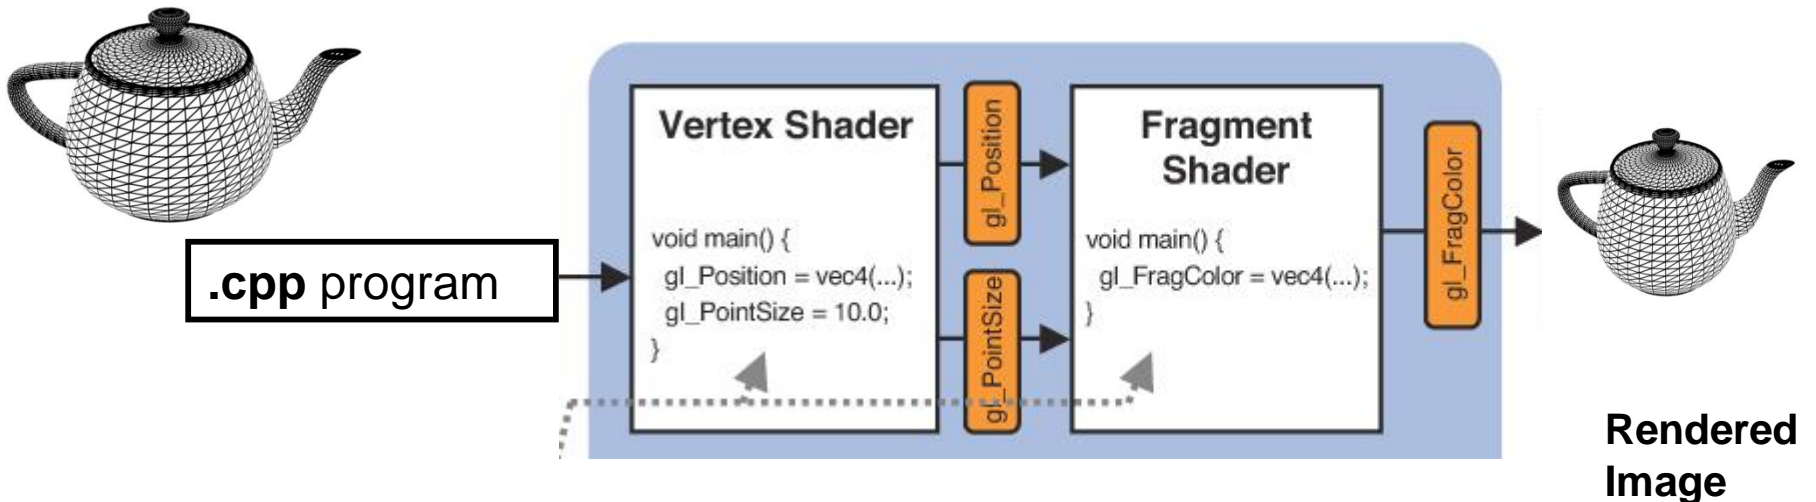 .cpp program
Vertex Shader
void main() {
gl_Position = vec4(...);
gl_PointSize = 10.0;
}
gl_Position
gl_PointSize
Fragment
Shader
void main() {
gl_FragColor = vec4(...);
}
gl_FragColor
Rendered
Image